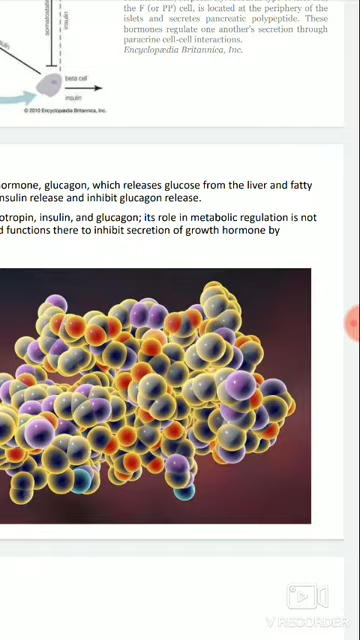 the F (or PP) cell, is located at the periphery of the
islets and secretes pancreatic polypeptide. These
hormones regulate one another's secretion through
paracrine cell-cell interactions.
Encyclopædia Britannica, Inc.
somatostatin
insulin
beta cell
insulin
© 2010 Encyclopædia Britannica, Inc.
ormone, glucagon, which releases glucose from the liver and fatty
nsulin release and inhibit glucagon release.
otropin, insulin, and glucagon; its role in metabolic regulation is not
d functions there to inhibit secretion of growth hormone by
V RECORDER